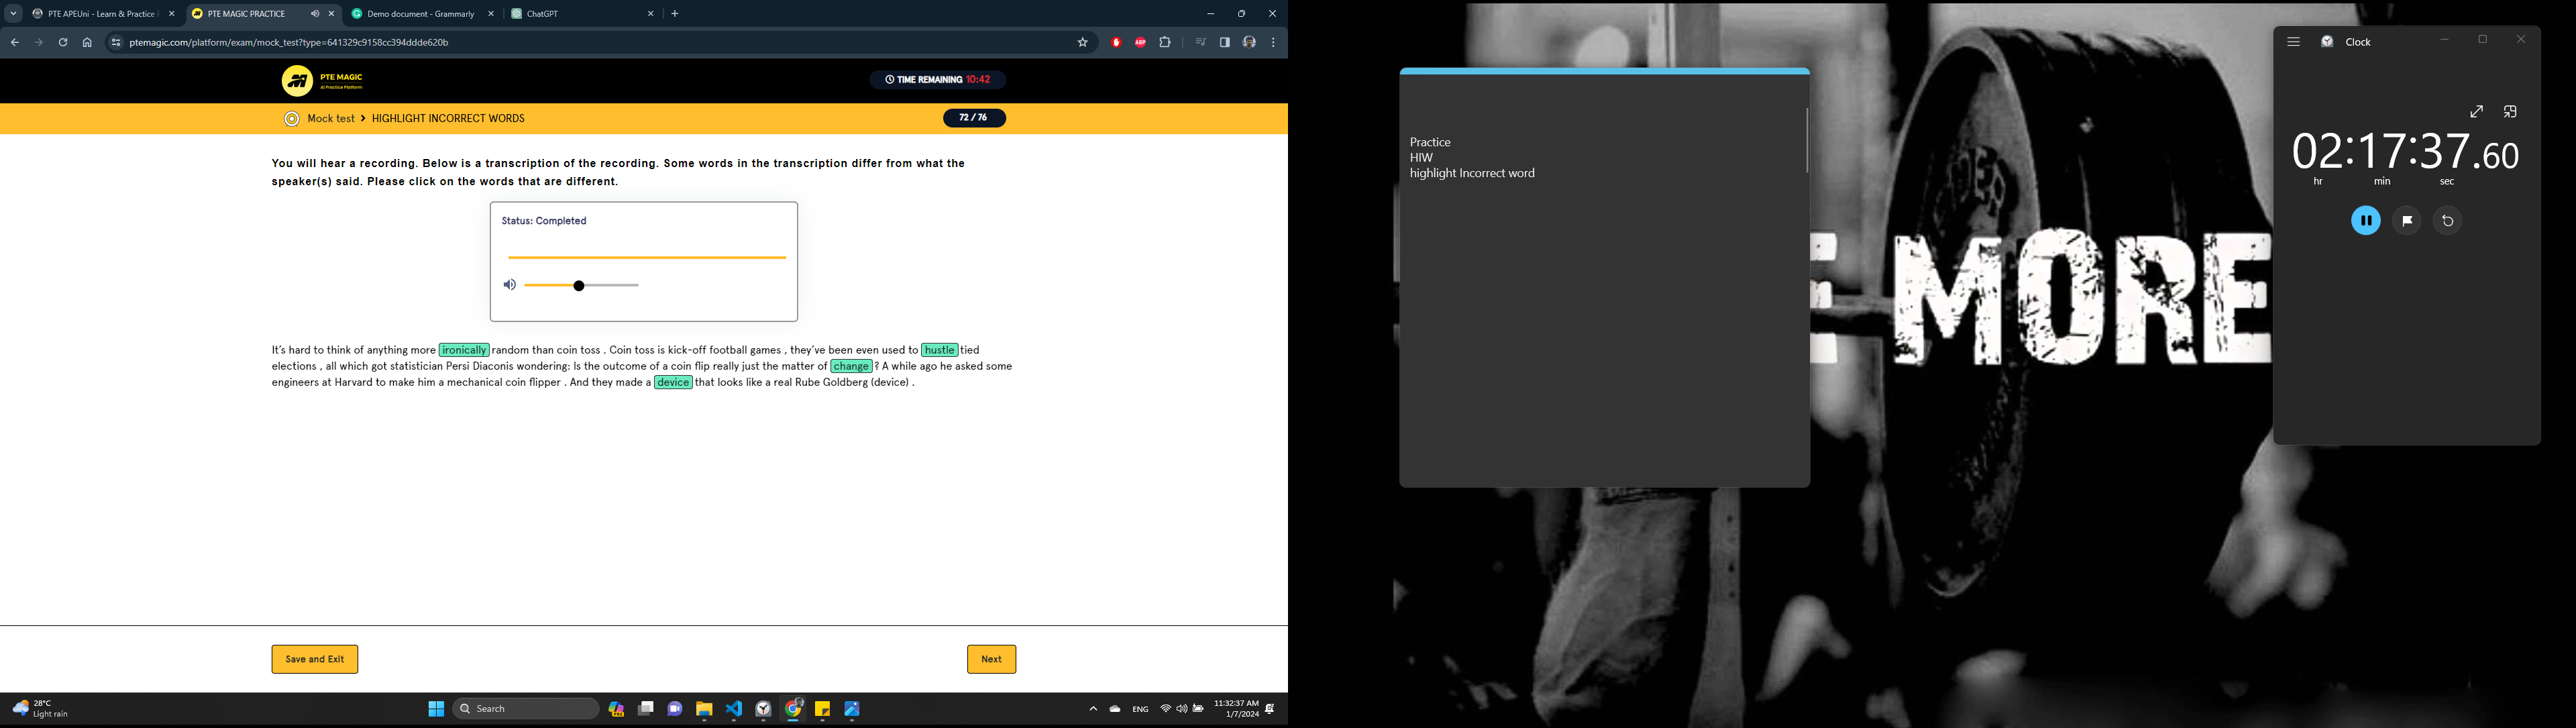 PTE APEUni - Learn & Practice
PTE MAGIC PRACTICE
Demo document - Grammarly
ChatGPT
ptemagic.com/platform/exam/mock_test?type=641329c9158cc394ddde620b
ABP
PTE MAGIC
AI Practice Platform
TIME REMAINING 10:42
Mock test > HIGHLIGHT INCORRECT WORDS
72 / 76
You will hear a recording. Below is a transcription of the recording. Some words in the transcription differ from what the
speaker(s) said. Please click on the words that are different.
Status: Completed
It's hard to think of anything more ironically random than coin toss . Coin toss is kick-off football games , they've been even used to hustle tied
elections , all which got statistician Persi Diaconis wondering: Is the outcome of a coin flip really just the matter of change ? A while ago he asked some
engineers at Harvard to make him a mechanical coin flipper . And they made a device that looks like a real Rube Goldberg (device) .
Save and Exit
Next
28°C
Light rain
Search
ENG
11:32:37 AM
1/7/2024
Practice
HIW
highlight Incorrect word
MORE
Clock
02:17:37.60
hr min sec